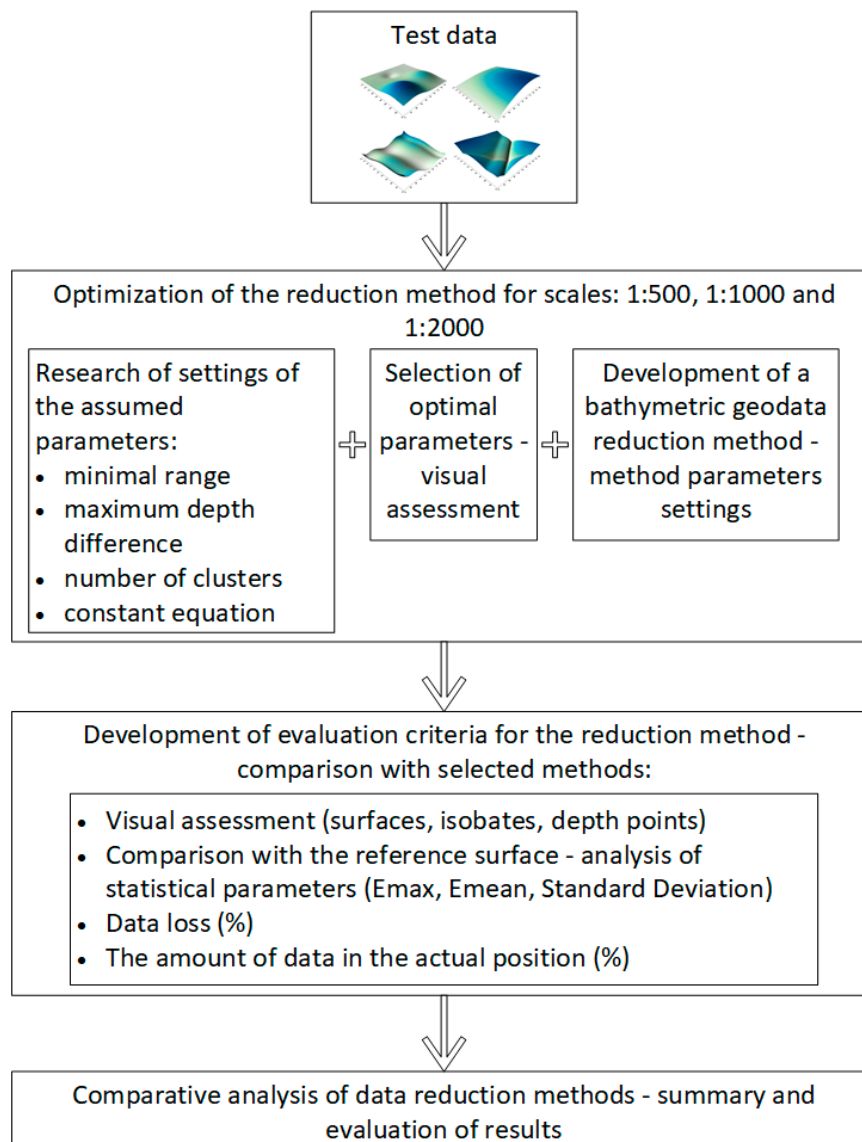 Test data
Optimization of the reduction method for scales: 1:500, 1:1000 and
1:2000
Research of settings of
the assumed
parameters:
• minimal range
• maximum depth
difference
• number of clusters
• constant equation
Selection of
optimal
parameters -
visual
assessment
Development of a
bathymetric geodata
reduction method -
method parameters
settings
Development of evaluation criteria for the reduction method -
comparison with selected methods:
• Visual assessment (surfaces, isobates, depth points)
• Comparison with the reference surface - analysis of
statistical parameters (Emax, Emean, Standard Deviation)
• Data loss (%)
• The amount of data in the actual position (%)
Comparative analysis of data reduction methods - summary and
evaluation of results